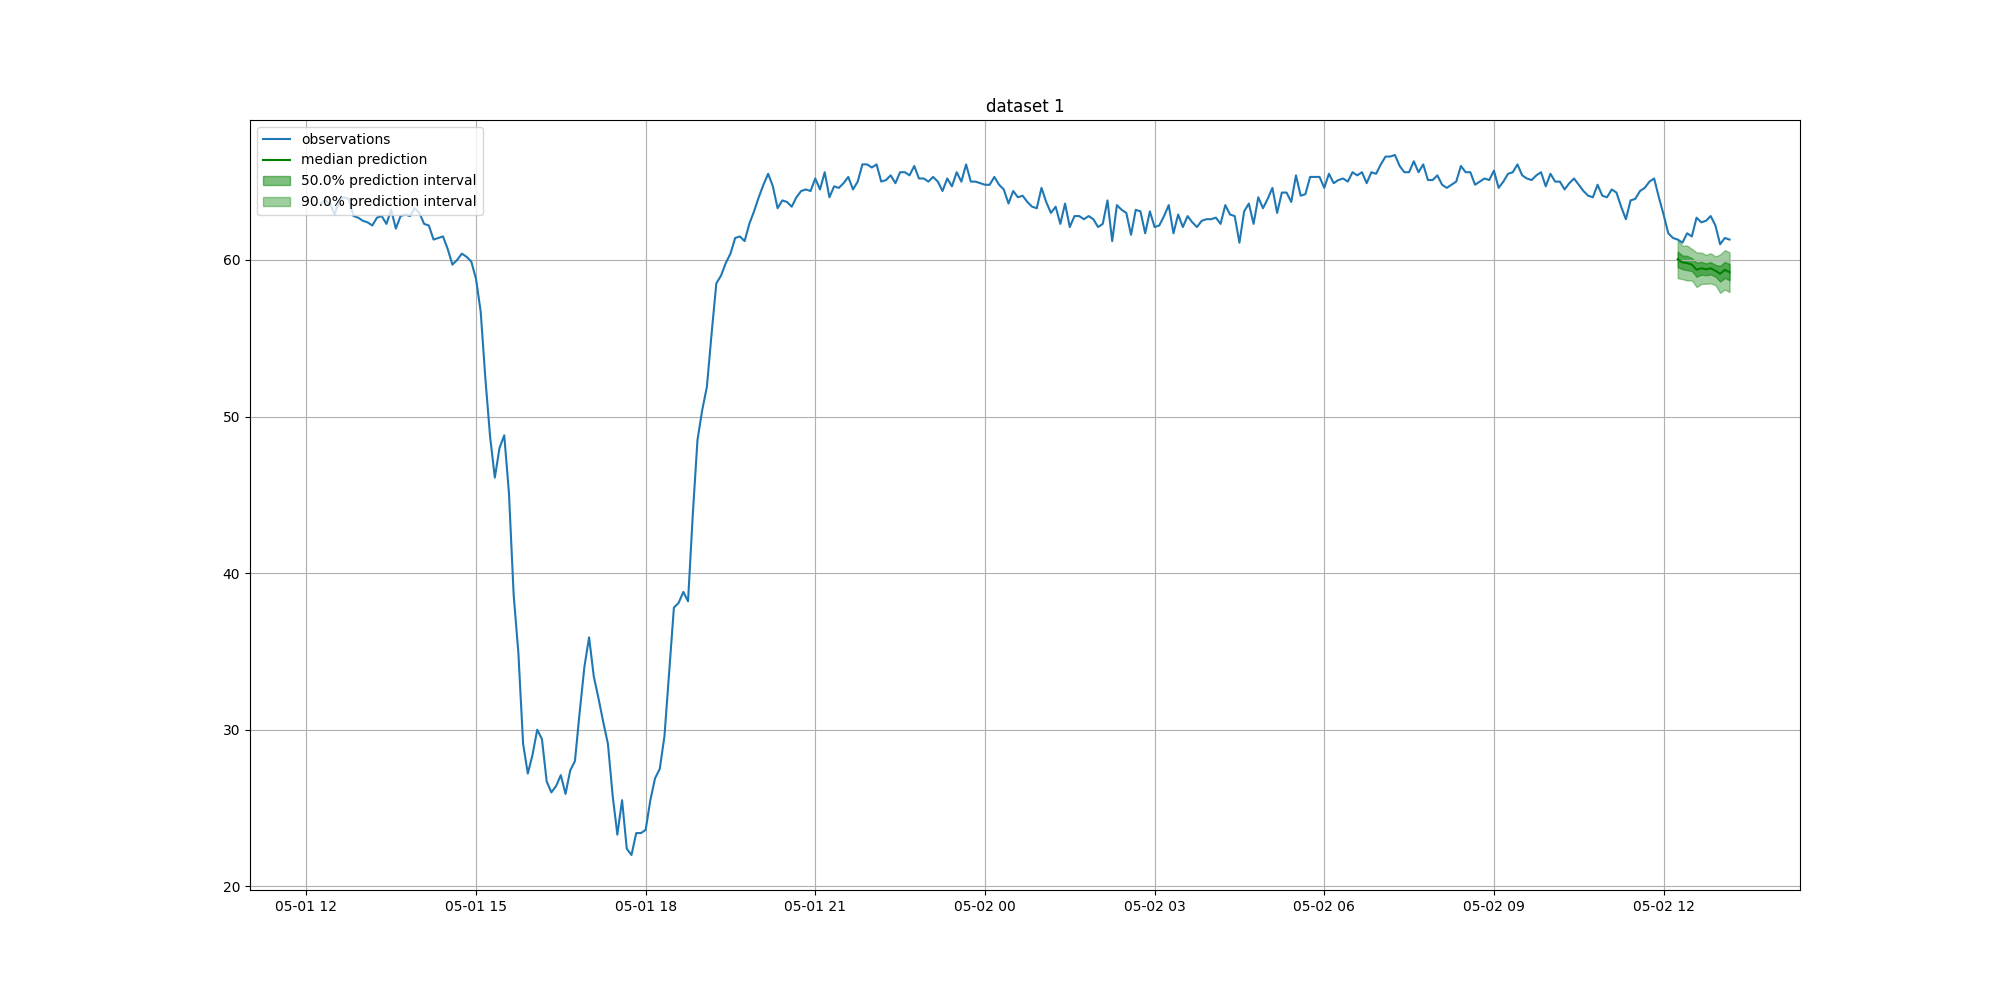 dataset 1
observations
median prediction
50.0% prediction interval
90.0% prediction interval
60
50
40
30
20
05-01 12
05-01 15
05-01 18
05-01 21
05-02 00
05-02 03
05-02 06
05-02 09
05-02 12